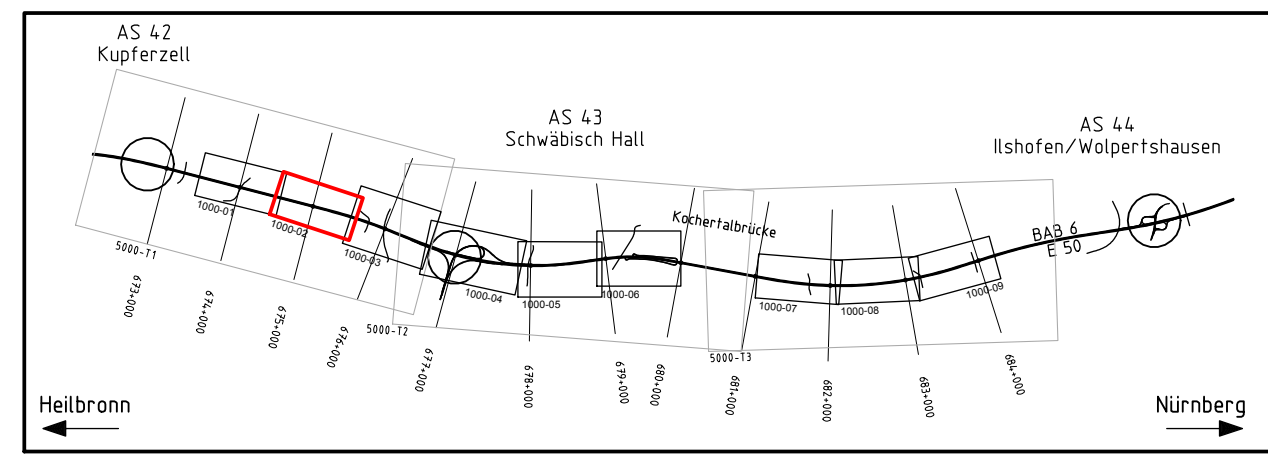 AS 42
Kupferzell
AS 43
Schwäbisch Hall
AS 44
Ilshofen/Wolpertshausen
Kochertalbrücke
BAB 6
E 50
1000-01
1000-02
1000-03
1000-04
1000-05
1000-06
1000-07
1000-08
1000-09
5000-T1
5000-T2
5000-T3
673+000
674+000
675+000
676+000
677+000
678+000
679+000
680+000
681+000
682+000
683+000
684+000
Heilbronn
Nürnberg